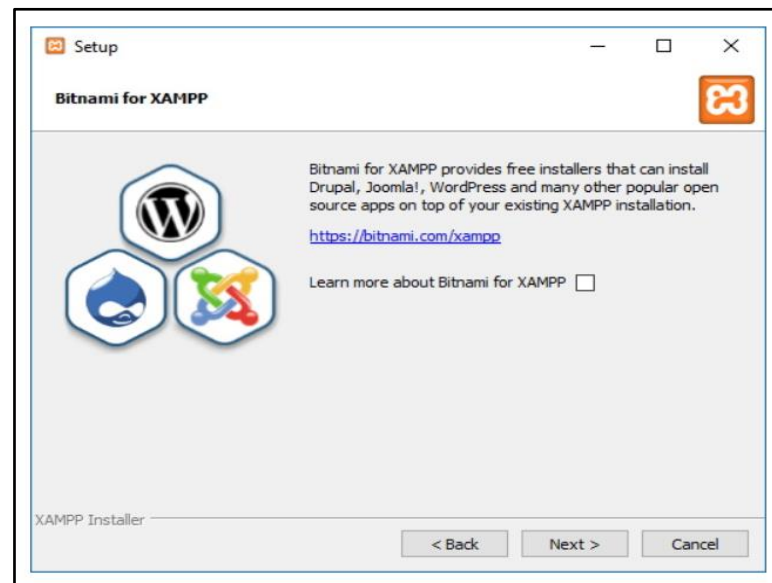 Setup
Bitnami for XAMPP
Bitnami for XAMPP provides free installers that can install
Drupal, Joomla!, WordPress and many other popular open
source apps on top of your existing XAMPP installation.
https://bitnami.com/xampp
Learn more about Bitnami for XAMPP
XAMPP Installer
< Back Next > Cancel